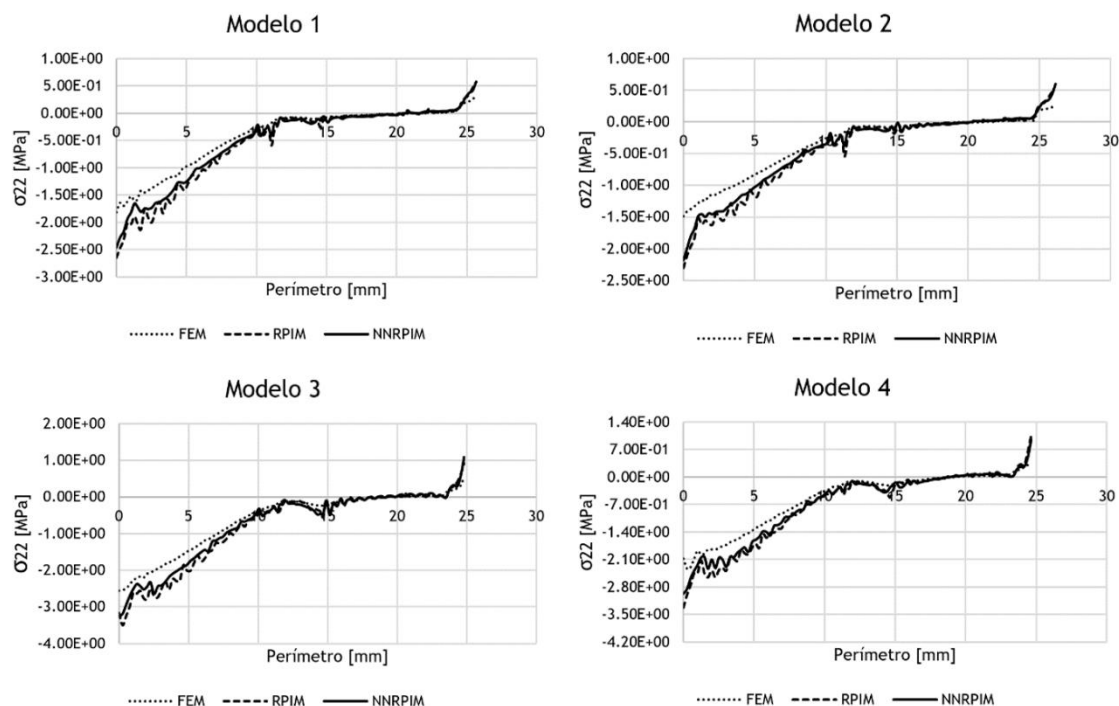 Modelo 1
1.00E+00
5.00E-01
0.00E+00
-5.00E-01
-1.00E+00
-1.50E+00
-2.00E+00
-2.50E+00
-3.00E+00
σ22 [MPa]
0 5 10 15 20 25 30
Perímetro [mm]
FEM RPIM NNRPIM
Modelo 2
1.00E+00
5.00E-01
0.00E+00
-5.00E-01
-1.00E+00
-1.50E+00
-2.00E+00
-2.50E+00
σ22 [MPa]
0 5 10 15 20 25 30
Perímetro [mm]
FEM RPIM NNRPIM
Modelo 3
2.00E+00
1.00E+00
0.00E+00
-1.00E+00
-2.00E+00
-3.00E+00
-4.00E+00
σ22 [MPa]
0 5 10 15 20 25 30
Perímetro [mm]
FEM RPIM NNRPIM
Modelo 4
1.40E+00
7.00E-01
0.00E+00
-7.00E-01
-1.40E+00
-2.10E+00
-2.80E+00
-3.50E+00
-4.20E+00
σ22 [MPa]
0 5 10 15 20 25 30
Perímetro [mm]
FEM RPIM NNRPIM